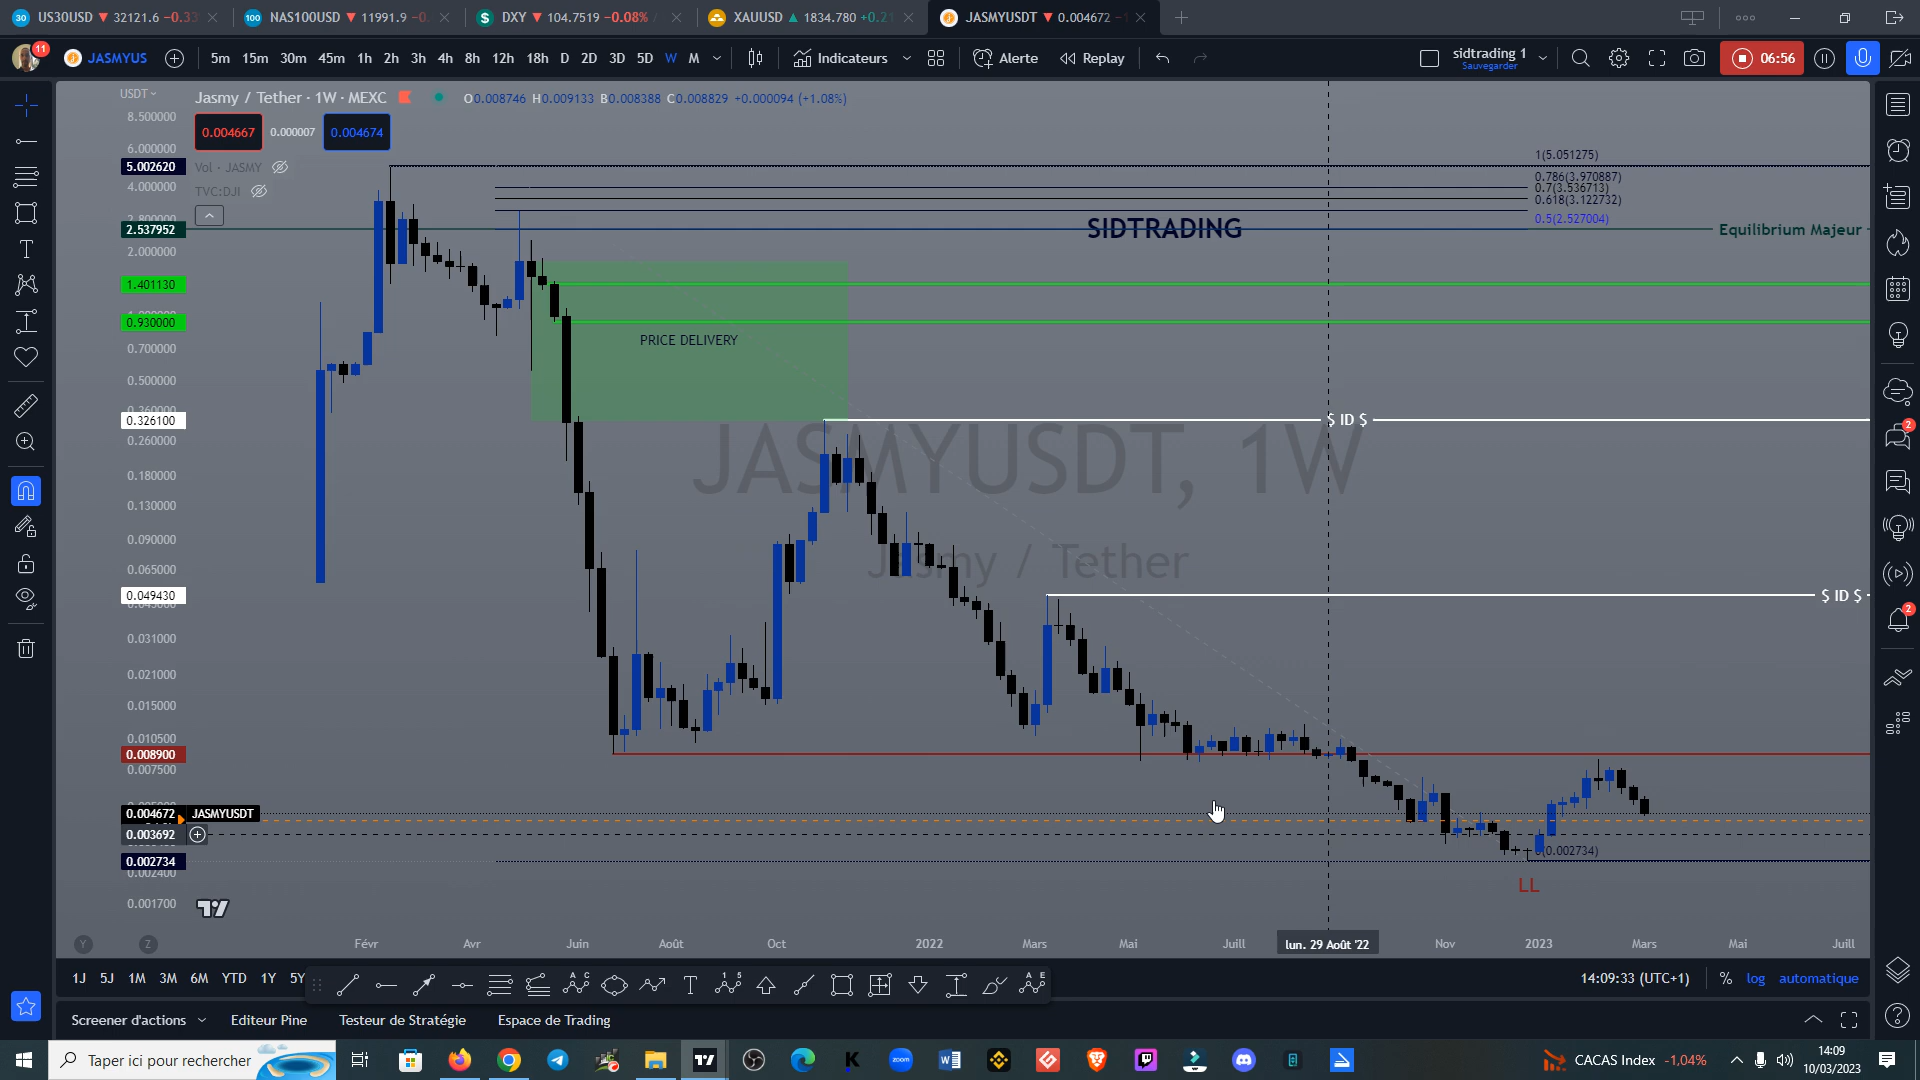 US30USD ▼ 32121.6 −0.33
NAS100USD ▼ 11991.9 −0.
DXY ▼ 104.7519 −0.08%
XAUUSD ▲ 1834.780 +0.21
JASMYUSDT ▼ 0.004672
11
JASMYUS
5m 15m 30m 45m 1h 2h 3h 4h 8h 12h 18h D 2D 3D 5D W M
Indicateurs
Alerte
Replay
sidtrading 1
Sauvegarder
06:56
USDT
Jasmy / Tether · 1W · MEXC
O0.008746 H0.009133 B0.008388 C0.008829 +0.000094 (+1.08%)
0.004667 0.000007 0.004674
Vol · JASMY
TVC:DJI
8.500000
6.000000
5.002620
4.000000
2.800000
2.537952
2.000000
1.401130
0.930000
0.700000
0.500000
0.326100
0.260000
0.180000
0.130000
0.090000
0.065000
0.049430
0.031000
0.021000
0.015000
0.010500
0.008900
0.007500
0.004672 JASMYUSDT
0.003692
0.002734
0.002400
0.001700
1(5.051275)
0.786(3.970887)
0.7(3.536713)
0.618(3.122732)
0.5(2.527004)
SIDTRADING
Equilibrium Majeur
PRICE DELIVERY
$ ID $
JASMYUSDT, 1W
Jasmy / Tether
$ ID $
0(0.002734)
LL
Févr Avr Juin Août Oct 2022 Mars Mai Juill lun. 29 Août '22 Nov 2023 Mars Mai Juill
Y Z
1J 5J 1M 3M 6M YTD 1Y 5Y
14:09:33 (UTC+1) % log automatique
Screener d'actions Editeur Pine Testeur de Stratégie Espace de Trading
Taper ici pour rechercher
CACAS Index -1,04%
14:09
10/03/2023